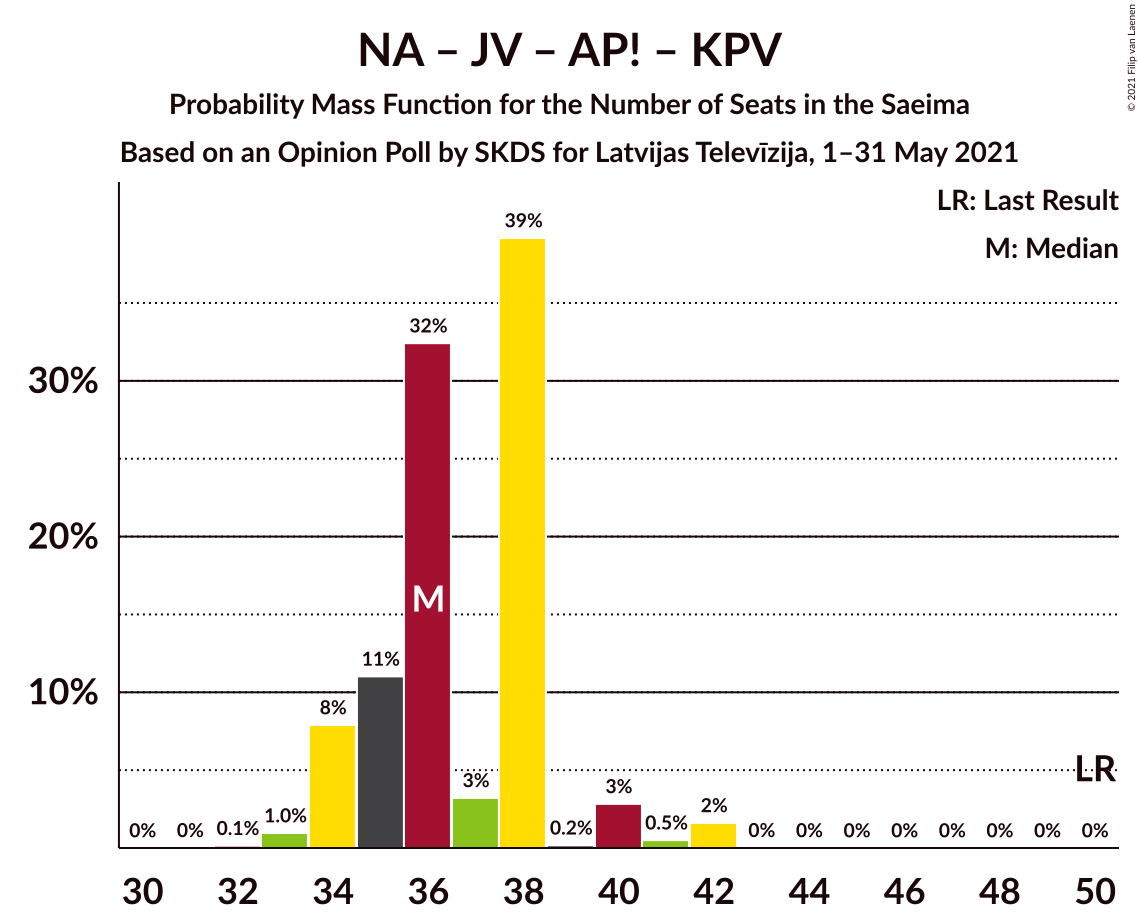 NA – JV – AP! – KPV
Probability Mass Function for the Number of Seats in the Saeima
Based on an Opinion Poll by SKDS for Latvijas Televīzija, 1–31 May 2021
© 2021 Filip van Laenen
LR: Last Result
M: Median
39%
32%
30%
20%
M
11%
10%
8%
LR
3%
3%
2%
1.0%
0.5%
0% 0% 0.1% 0.2% 0% 0% 0% 0% 0% 0% 0% 0%
30 32 34 36 38 40 42 44 46 48 50